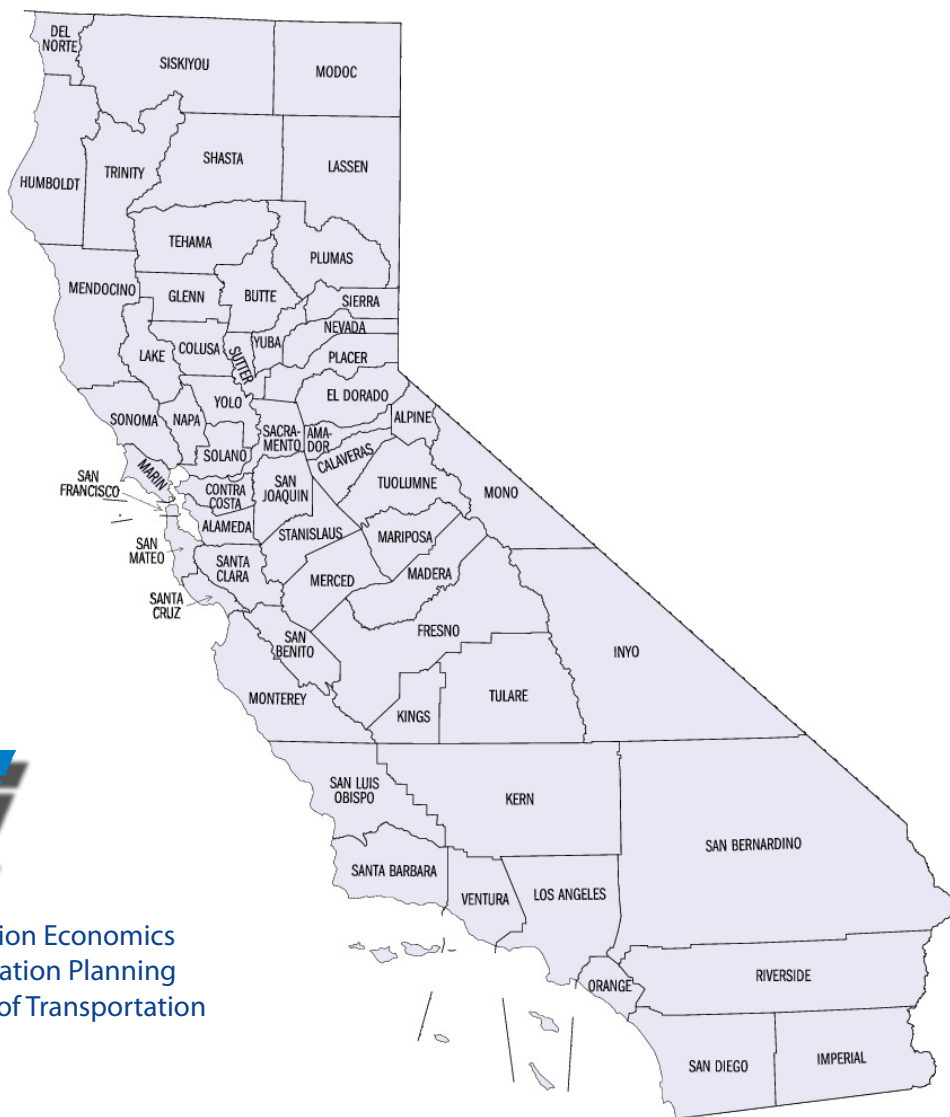 DEL
NORTE
SISKIYOU
MODOC
HUMBOLDT
TRINITY
SHASTA
LASSEN
TEHAMA
PLUMAS
MENDOCINO
GLENN
BUTTE
SIERRA
NEVADA
YUBA
PLACER
LAKE
COLUSA
SUTTER
EL DORADO
YOLO
SONOMA
NAPA
ALPINE
SACRA-
MENTO
AMA-
DOR
SOLANO
CALAVERAS
MARIN
SAN
FRANCISCO
CONTRA
COSTA
SAN
JOAQUIN
TUOLUMNE
MONO
ALAMEDA
STANISLAUS
MARIPOSA
SAN
MATEO
SANTA
CLARA
MERCED
MADERA
SANTA
CRUZ
FRESNO
SAN
BENITO
INYO
MONTEREY
KINGS
TULARE
SAN LUIS
OBISPO
KERN
SAN BERNARDINO
SANTA BARBARA
VENTURA
LOS ANGELES
ion Economics
ation Planning
of Transportation
ORANGE
RIVERSIDE
SAN DIEGO
IMPERIAL